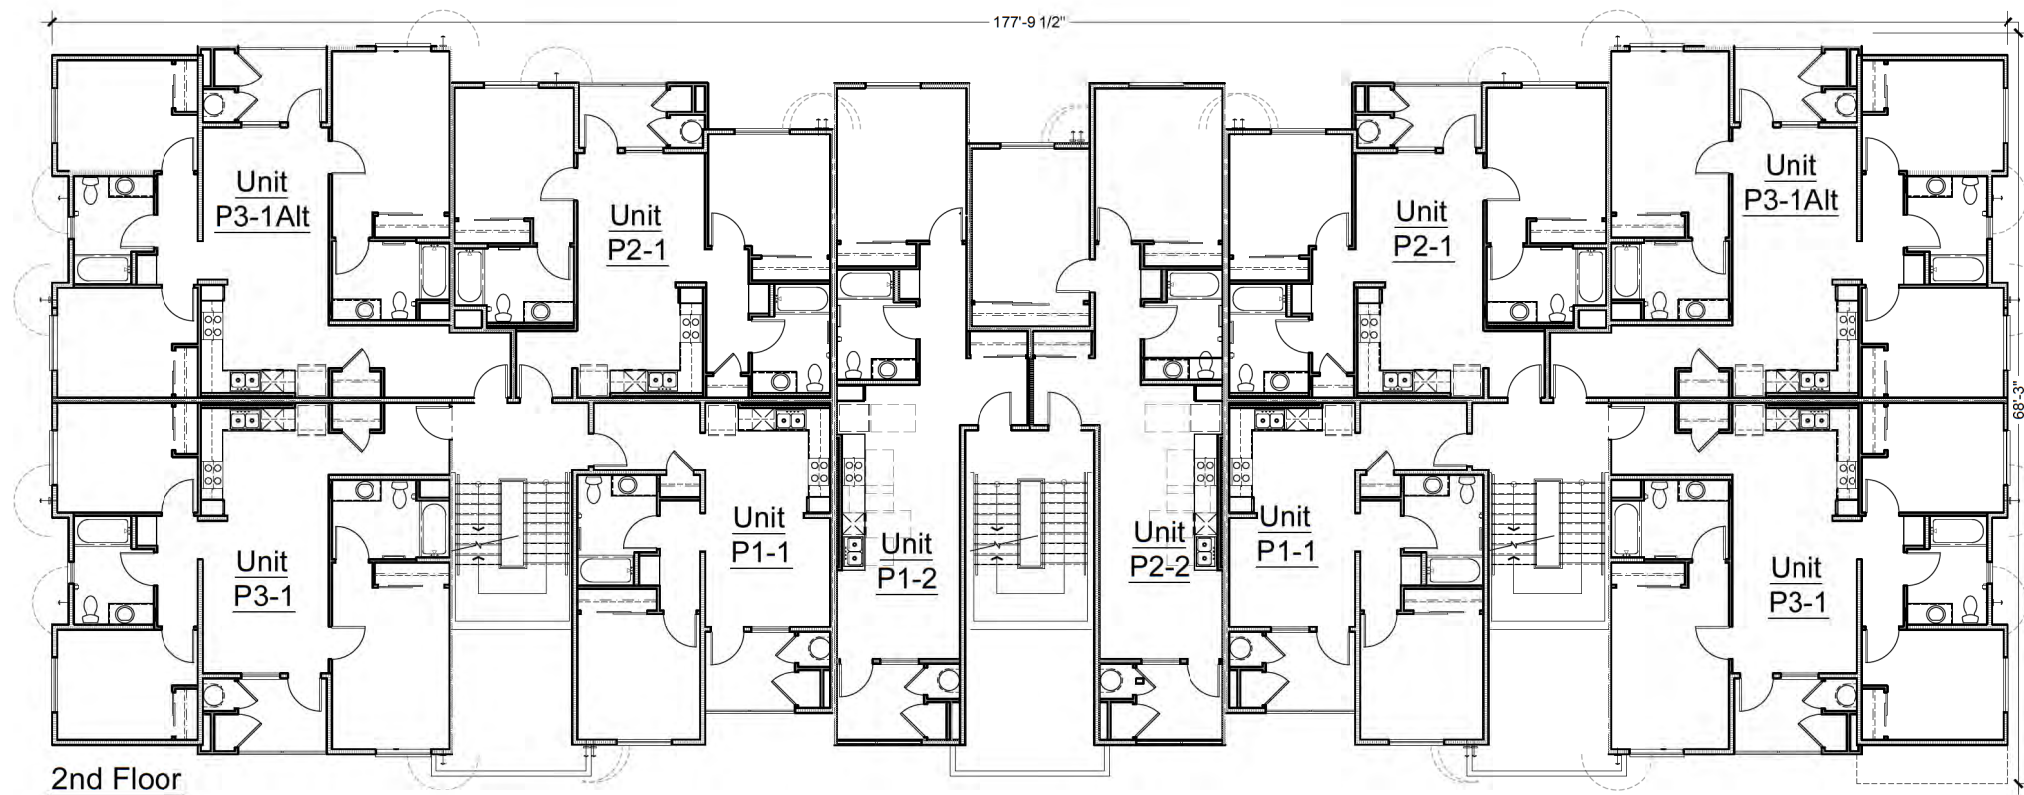 177'-9 1/2"
Unit
P3-1Alt
Unit
P2-1
Unit
P2-1
Unit
P3-1Alt
68'-3"
Unit
P3-1
Unit
P1-1
Unit
P1-2
Unit
P2-2
Unit
P1-1
Unit
P3-1
2nd Floor